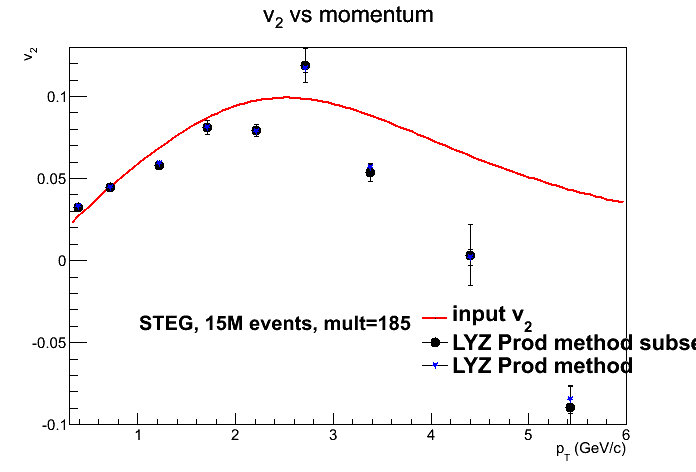 v2 vs momentum
v2
0.1
0.05
0
-0.05
-0.1
STEG, 15M events, mult=185
input v2
LYZ Prod method subse
LYZ Prod method
1 2 3 4 5 6
pT (GeV/c)